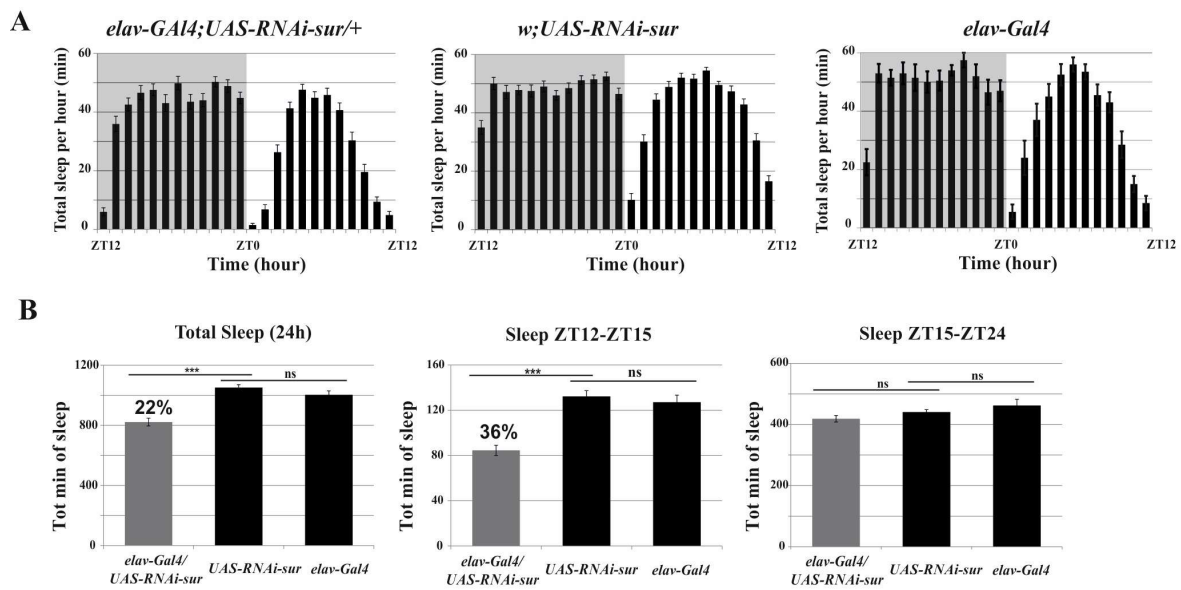 A
elav-GAl4;UAS-RNAi-sur/+
w;UAS-RNAi-sur
elav-Gal4
Total sleep per hour (min)
60
40
20
0
ZT12
ZT0
ZT12
Time (hour)
Total sleep per hour (min)
60
40
20
0
ZT12
ZT0
ZT12
Time (hour)
Total sleep per hour (min)
60
40
20
0
ZT12
ZT0
ZT12
Time (hour)
B
Total Sleep (24h)
Tot min of sleep
1200
1000
800
4000
0
***
ns
22%
elav-Gal4/
UAS-RNAi-sur
UAS-RNAi-sur
elav-Gal4
Sleep ZT12-ZT15
Tot min of sleep
160
120
80
40
0
***
ns
36%
elav-Gal4/
UAS-RNAi-sur
UAS-RNAi-sur
elav-Gal4
Sleep ZT15-ZT24
Tot min of sleep
600
400
200
0
ns
ns
elav-Gal4/
UAS-RNAi-sur
UAS-RNAi-sur
elav-Gal4